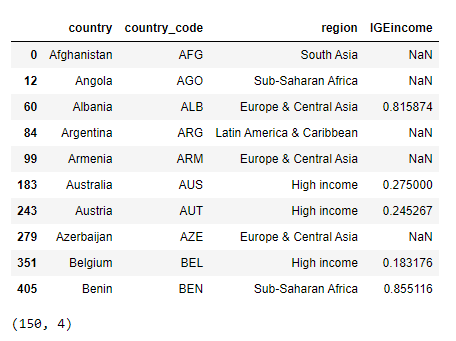 country country_code region IGEincome
0 Afghanistan AFG South Asia NaN
12 Angola AGO Sub-Saharan Africa NaN
60 Albania ALB Europe & Central Asia 0.815874
84 Argentina ARG Latin America & Caribbean NaN
99 Armenia ARM Europe & Central Asia NaN
183 Australia AUS High income 0.275000
243 Austria AUT High income 0.245267
279 Azerbaijan AZE Europe & Central Asia NaN
351 Belgium BEL High income 0.183176
405 Benin BEN Sub-Saharan Africa 0.855116
(150, 4)